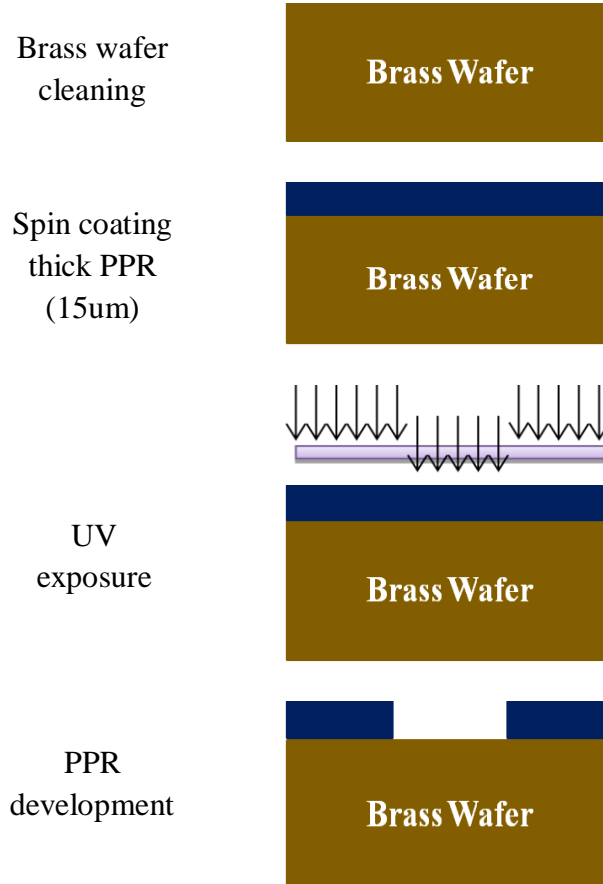 Brass wafer
cleaning
Brass Wafer
Spin coating
thick PPR
(15um)
Brass Wafer
UV
exposure
Brass Wafer
PPR
development
Brass Wafer